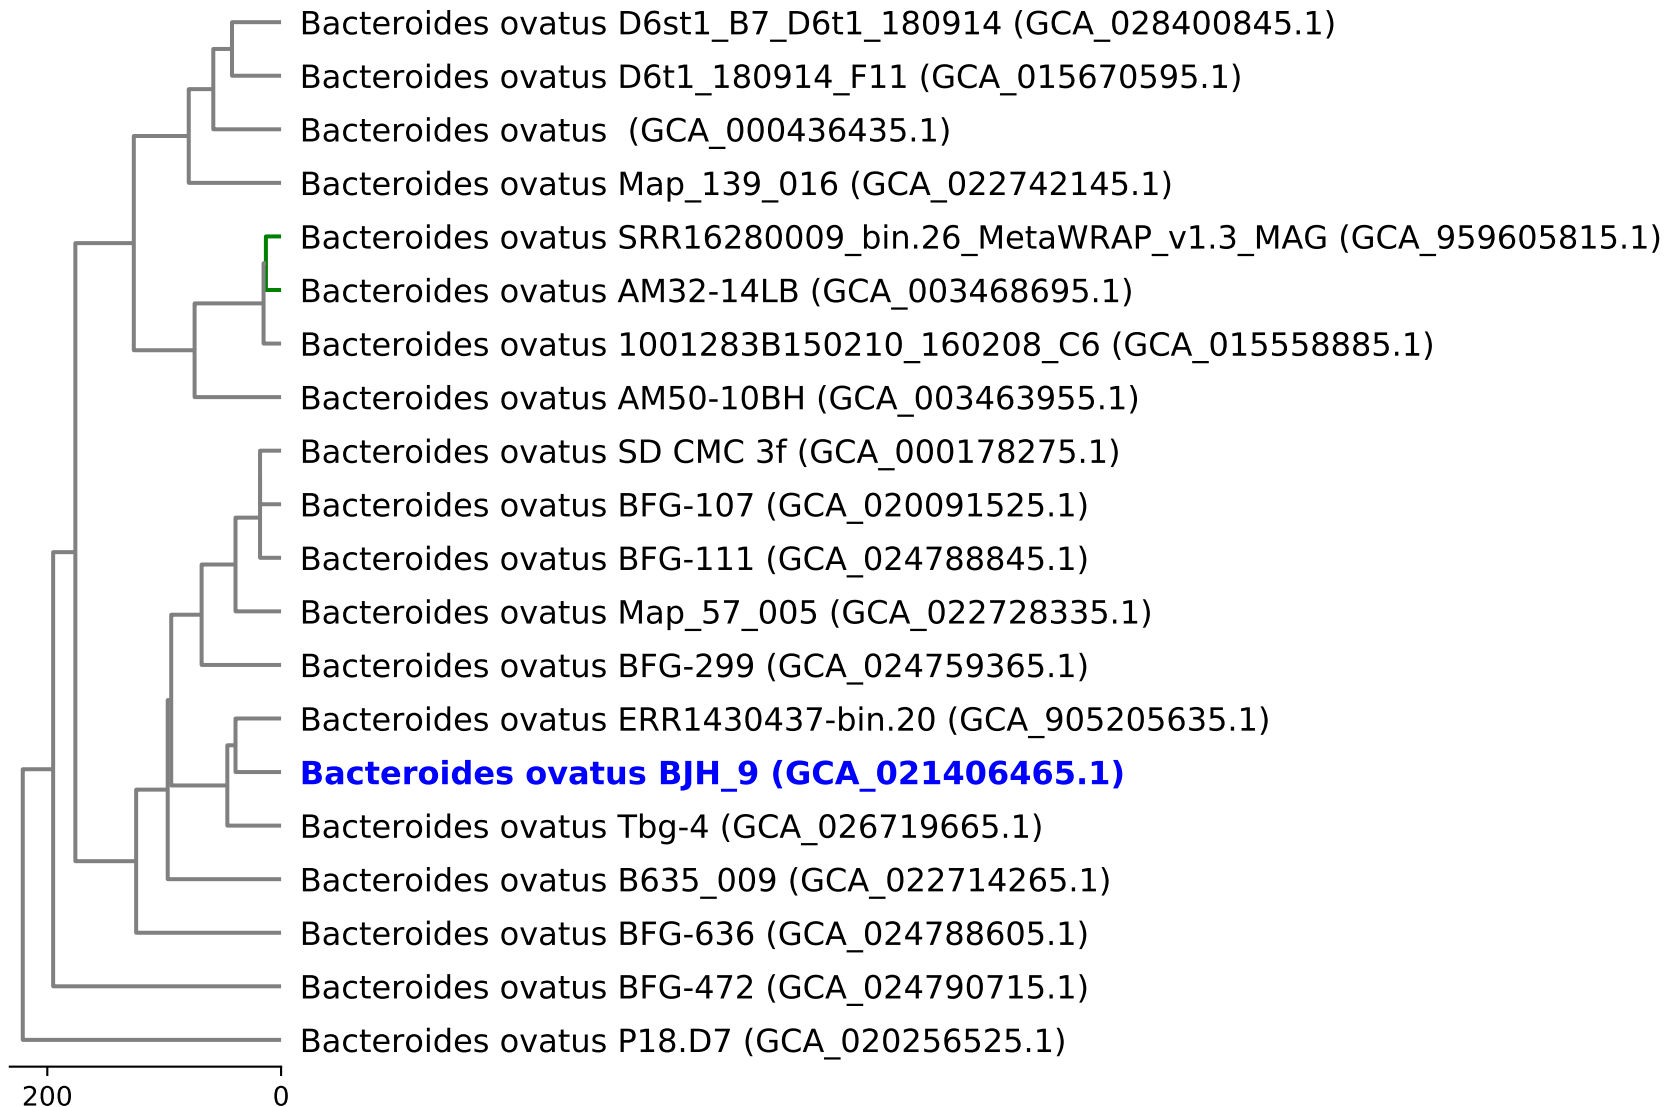 Bacteroides ovatus D6st1_B7_D6t1_180914 (GCA_028400845.1)
Bacteroides ovatus D6t1_180914_F11 (GCA_015670595.1)
Bacteroides ovatus  (GCA_000436435.1)
Bacteroides ovatus Map_139_016 (GCA_022742145.1)
Bacteroides ovatus SRR16280009_bin.26_MetaWRAP_v1.3_MAG (GCA_959605815.1)
Bacteroides ovatus AM32-14LB (GCA_003468695.1)
Bacteroides ovatus 1001283B150210_160208_C6 (GCA_015558885.1)
Bacteroides ovatus AM50-10BH (GCA_003463955.1)
Bacteroides ovatus SD CMC 3f (GCA_000178275.1)
Bacteroides ovatus BFG-107 (GCA_020091525.1)
Bacteroides ovatus BFG-111 (GCA_024788845.1)
Bacteroides ovatus Map_57_005 (GCA_022728335.1)
Bacteroides ovatus BFG-299 (GCA_024759365.1)
Bacteroides ovatus ERR1430437-bin.20 (GCA_905205635.1)
Bacteroides ovatus BJH_9 (GCA_021406465.1)
Bacteroides ovatus Tbg-4 (GCA_026719665.1)
Bacteroides ovatus B635_009 (GCA_022714265.1)
Bacteroides ovatus BFG-636 (GCA_024788605.1)
Bacteroides ovatus BFG-472 (GCA_024790715.1)
Bacteroides ovatus P18.D7 (GCA_020256525.1)
200 0